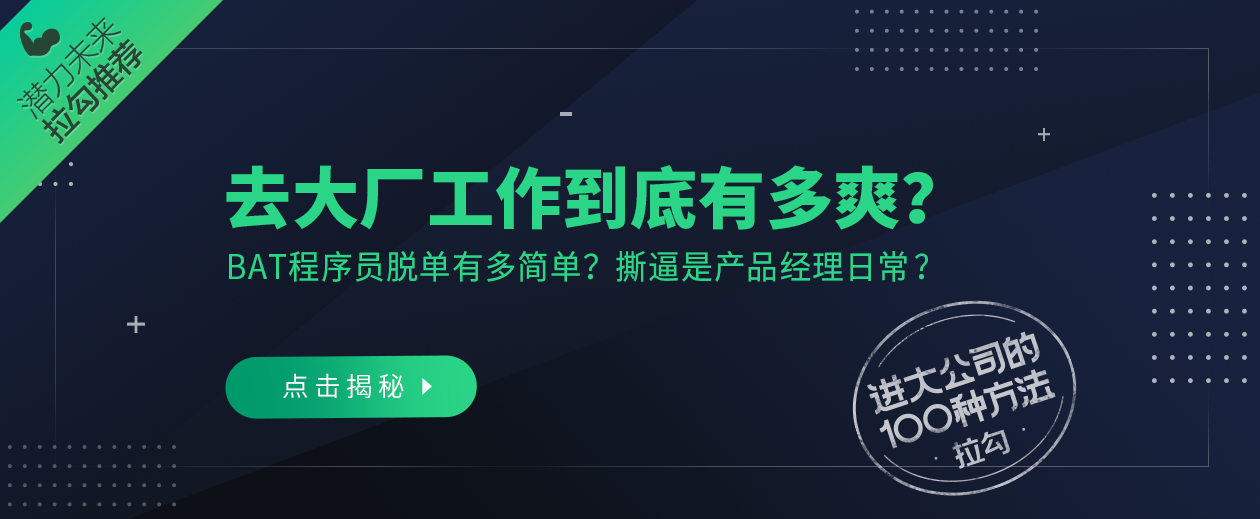 潜力未来
拉勾推荐
去大厂工作到底有多爽？
BAT程序员脱单有多简单？撕逼是产品经理日常？
点击揭秘
进大公司的
100种方法
· 拉勾 ·